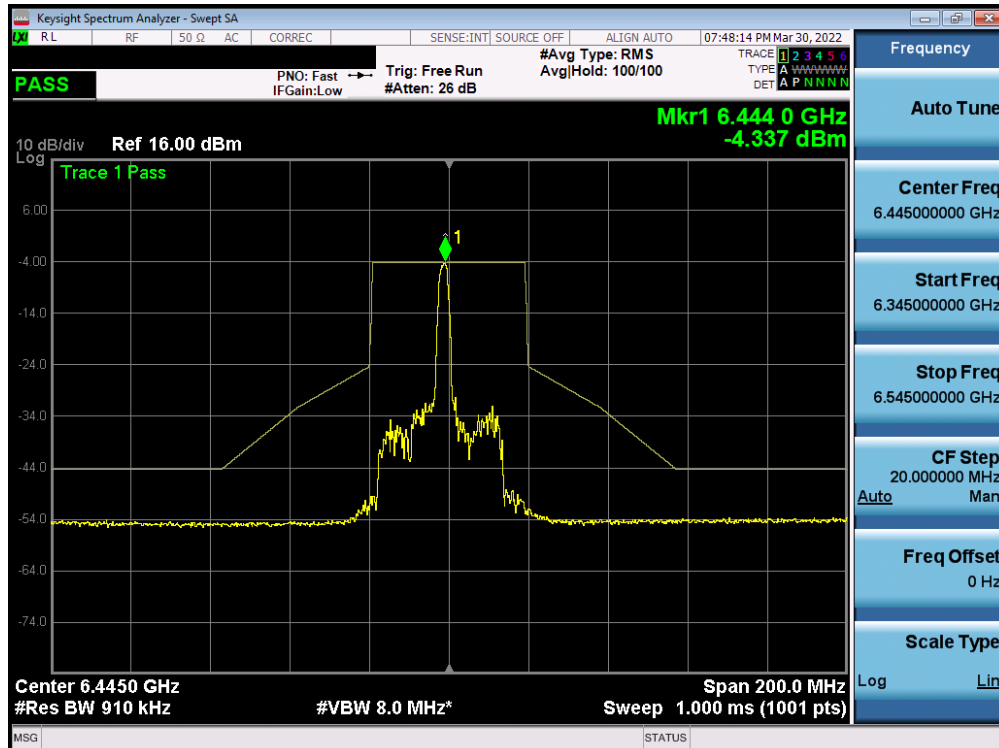 Keysight Spectrum Analyzer - Swept SA
LXI RL RF 50 Ω AC CORREC SENSE:INT SOURCE OFF ALIGN AUTO 07:48:14 PM Mar 30, 2022
PASS
PNO: Fast
IFGain:Low
Trig: Free Run
#Atten: 26 dB
#Avg Type: RMS
Avg|Hold: 100/100
TRACE 1 2 3 4 5 6
TYPE A WWWWW
DET A P N N N N
Mkr1 6.444 0 GHz
-4.337 dBm
10 dB/div Ref 16.00 dBm
Log
Trace 1 Pass
1
6.00
-4.00
-14.0
-24.0
-34.0
-44.0
-54.0
-64.0
-74.0
Center 6.4450 GHz Span 200.0 MHz
#Res BW 910 kHz #VBW 8.0 MHz* Sweep 1.000 ms (1001 pts)
MSG STATUS
Frequency
Auto Tune
Center Freq
6.445000000 GHz
Start Freq
6.345000000 GHz
Stop Freq
6.545000000 GHz
CF Step
20.000000 MHz
Auto Man
Freq Offset
0 Hz
Scale Type
Log Lin